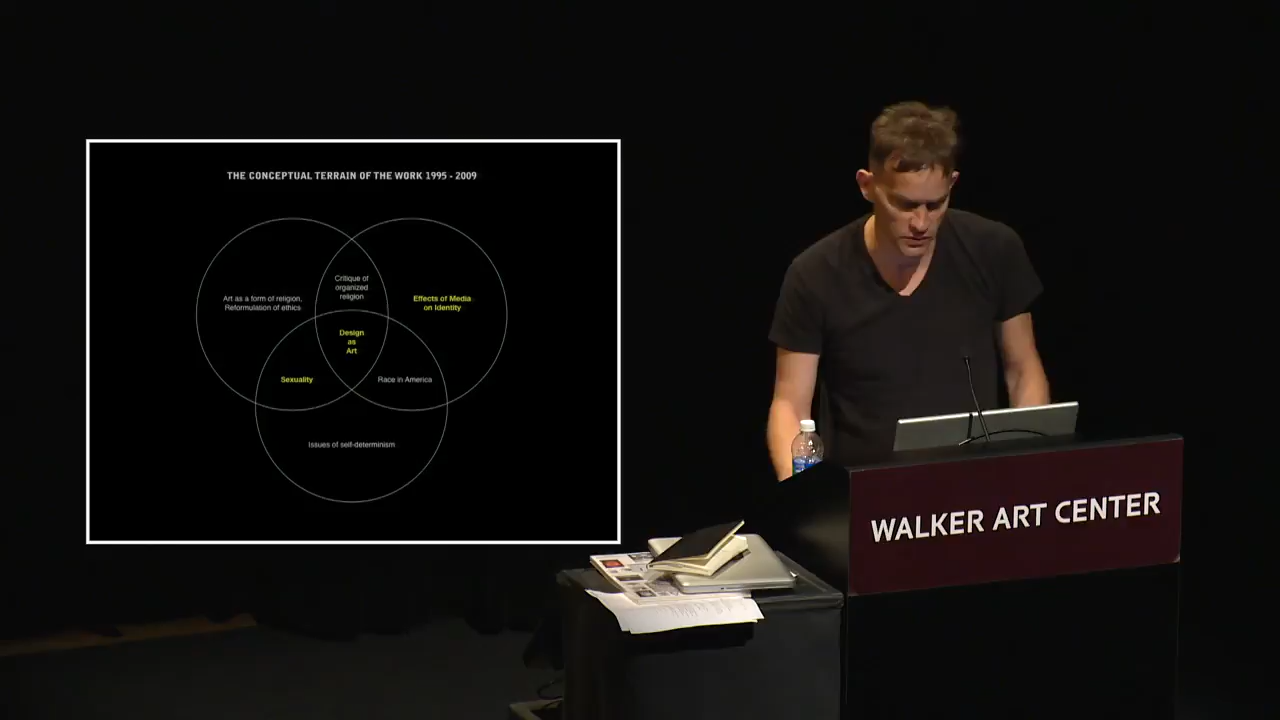 THE CONCEPTUAL TERRAIN OF THE WORK 1995 - 2009
Critique of
organized
religion
Art as a form of religion,
Reformulation of ethics
Effects of Media
on Identity
Design
as
Art
Sexuality
Race in America
Issues of self-determinism
WALKER ART CENTER